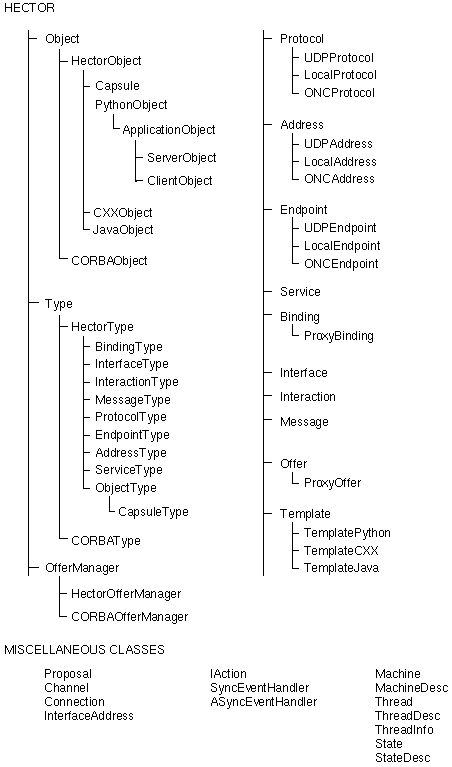 HECTOR
Object
HectorObject
Capsule
PythonObject
ApplicationObject
ServerObject
ClientObject
CXXObject
JavaObject
CORBAObject
Type
HectorType
BindingType
InterfaceType
InteractionType
MessageType
ProtocolType
EndpointType
AddressType
ServiceType
ObjectType
CapsuleType
CORBAType
OfferManager
HectorOfferManager
CORBAOfferManager
Protocol
UDPProtocol
LocalProtocol
ONCProtocol
Address
UDPAddress
LocalAddress
ONCAddress
Endpoint
UDPEndpoint
LocalEndpoint
ONCEndpoint
Service
Binding
ProxyBinding
Interface
Interaction
Message
Offer
ProxyOffer
Template
TemplatePython
TemplateCXX
TemplateJava
MISCELLANEOUS CLASSES
Proposal
Channel
Connection
InterfaceAddress
IAction
SyncEventHandler
ASyncEventHandler
Machine
MachineDesc
Thread
ThreadDesc
ThreadInfo
State
StateDesc